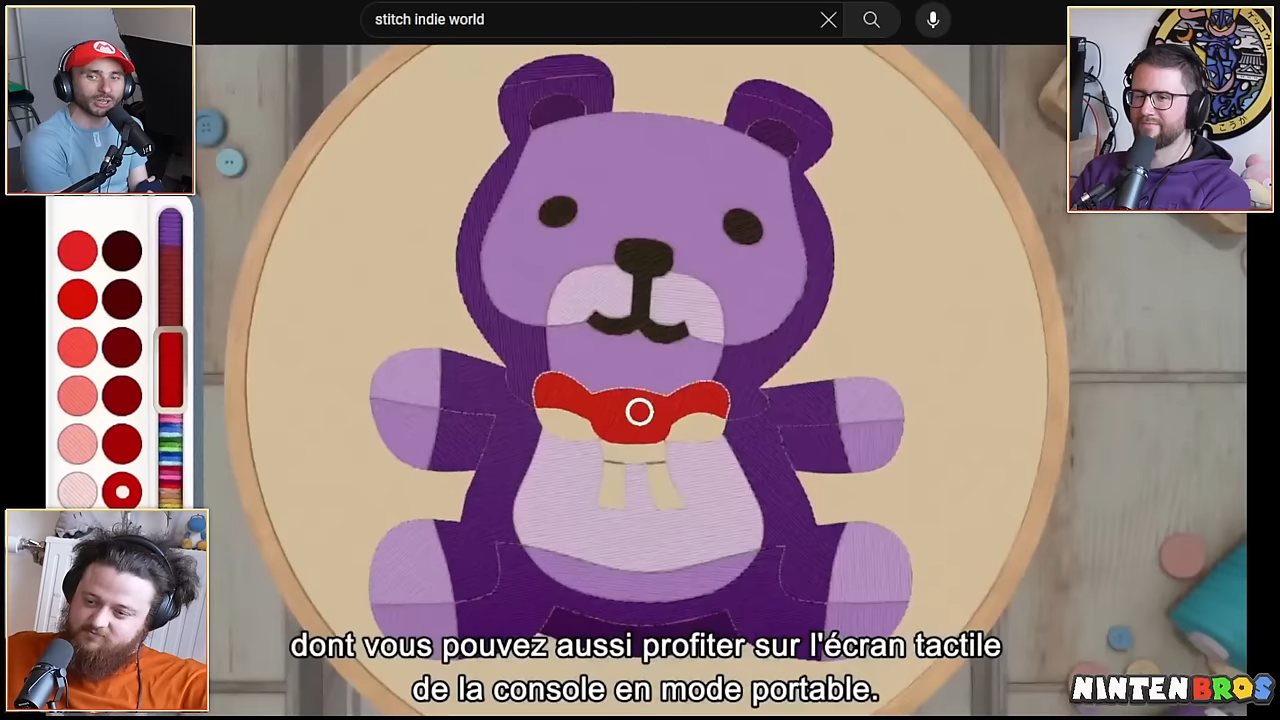 stitch indie world
dont vous pouvez aussi profiter sur l'écran tactile
de la console en mode portable.
NINTENBROS